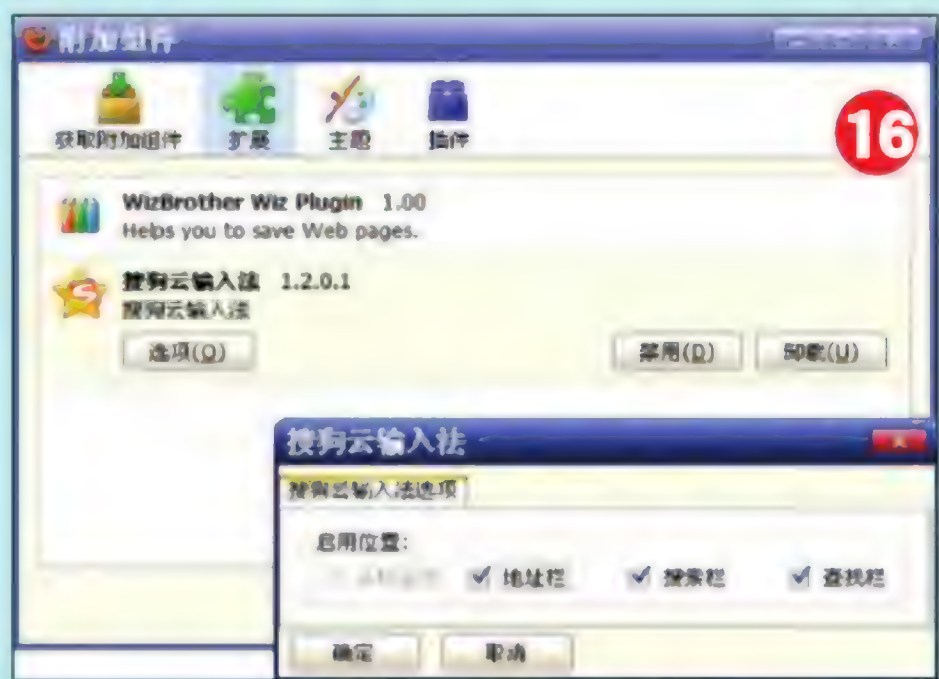 附加组件
获取附加组件 扩展 主题 插件
16
WizBrother Wiz Plugin 1.00
Helps you to save Web pages.
搜狗云输入法 1.2.0.1
搜狗云输入法
选项(O) 禁用(D) 卸载(U)
搜狗云输入法
搜狗云输入法选项
启用位置:
地址栏 搜索栏 查找栏
确定 取消